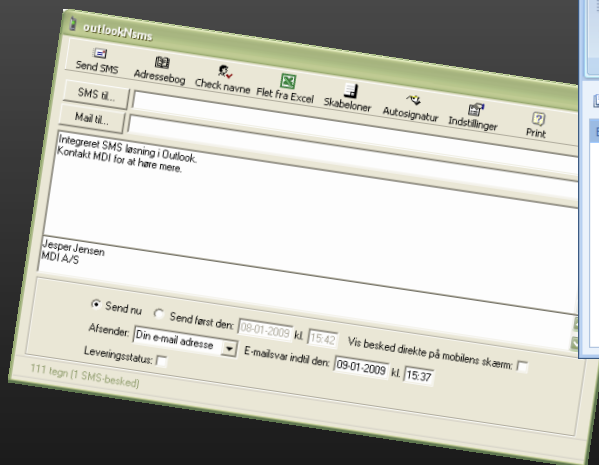 outlookNsms
Send SMS Adressebog Check navne Flet fra Excel Skabeloner Autosignatur Indstillinger Print
SMS til...
Mail til...
Integreret SMS løsning i Outlook.
Kontakt MDI for at høre mere.
Jesper Jensen
MDI A/S
Send nu Send først den: 08-01-2009 kl. 15:42 Vis besked direkte på mobilens skærm:
Afsender: Din e-mail adresse E-mailsvar indtil den: 09-01-2009 kl. 15:37
Leveringsstatus:
111 tegn (1 SMS-besked)